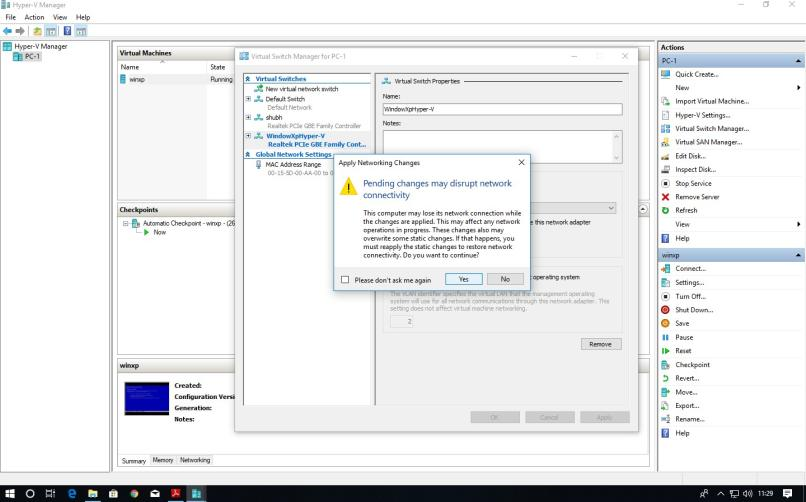 Hyper-V Manager
File Action View Help
Hyper-V Manager
PC-1
Virtual Machines
Name State
winxp Running
Checkpoints
Automatic Checkpoint - winxp - (26
Now
winxp
Created:
Configuration Versi
Generation:
Notes:
Summary Memory Networking
Virtual Switch Manager for PC-1
Virtual Switches
New virtual network switch
Default Switch
Default Network
shubh
Realtek PCIe GBE Family Controller
WindowXpHyper-V
Realtek PCIe GBE Family Cont...
Global Network Settings
MAC Address Range
00-15-5D-00-AA-00 to 0
Virtual Switch Properties
Name:
WindowXpHyper-V
Notes:
e this network adapter
operating system
The VLAN identifier specifies the virtual LAN that the management operating
system will use for all network communications through this network adapter. This
setting does not affect virtual machine networking.
2
Remove
OK Cancel Apply
Apply Networking Changes
Pending changes may disrupt network
connectivity
This computer may lose its network connection while
the changes are applied. This may affect any network
operations in progress. These changes also may
overwrite some static changes. If that happens, you
must reapply the static changes to restore network
connectivity. Do you want to continue?
Please don't ask me again Yes No
Actions
PC-1
Quick Create...
New
Import Virtual Machine...
Hyper-V Settings...
Virtual Switch Manager...
Virtual SAN Manager...
Edit Disk...
Inspect Disk...
Stop Service
Remove Server
Refresh
View
Help
winxp
Connect...
Settings...
Turn Off...
Shut Down...
Save
Pause
Reset
Checkpoint
Revert...
Move...
Export...
Rename...
Help
11:29